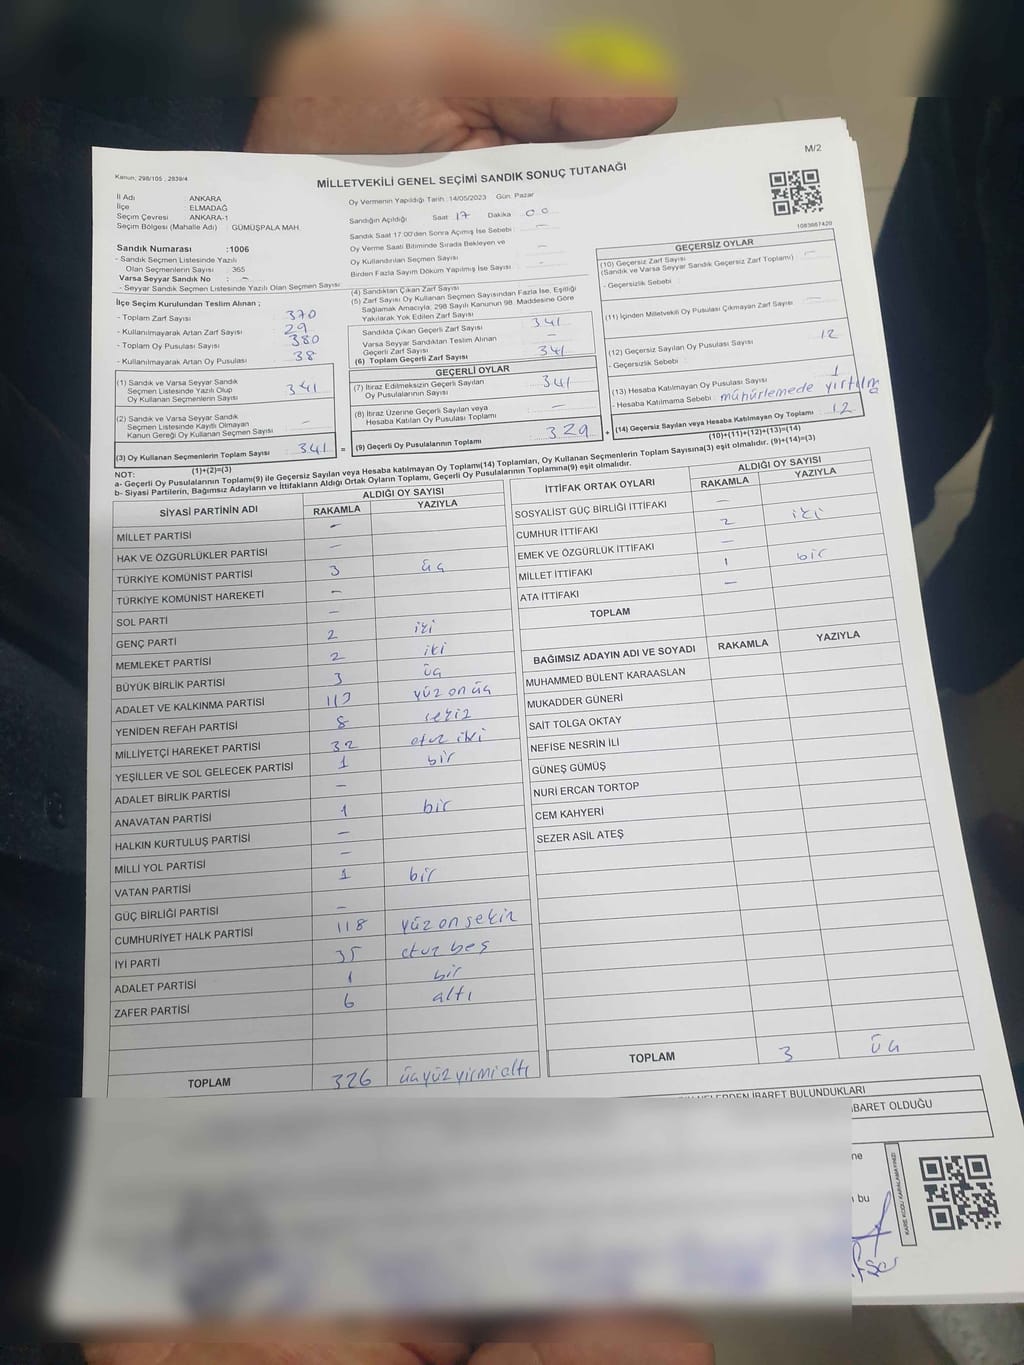 M/2
Kanun; 298/105 ; 2839/4
MİLLETVEKİLİ GENEL SEÇİMİ SANDIK SONUÇ TUTANAĞI
İl Adı ANKARA
İlçe ELMADAĞ
Seçim Çevresi ANKARA-1
Seçim Bölgesi (Mahalle Adı) : GÜMÜŞPALA MAH.
Sandık Numarası :1006
- Sandık Seçmen Listesinde Yazılı
Olan Seçmenlerin Sayısı : 365
Varsa Seyyar Sandık No : -
- Seyyar Sandık Seçmen Listesinde Yazılı Olan Seçmen Sayısı
Oy Vermenin Yapıldığı Tarih :14/05/2023 Gün: Pazar
Sandığın Açıldığı Saat 17 Dakika 00
Sandık Saat 17:00'den Sonra Açılmış İse Sebebi : -
Oy Verme Saati Bitiminde Sırada Bekleyen ve
Oy Kullandırılan Seçmen Sayısı -
Birden Fazla Sayım Döküm Yapılmış İse Sayısı -
1083667420
İlçe Seçim Kurulundan Teslim Alınan ;
- Toplam Zarf Sayısı : 370
- Kullanılmayarak Artan Zarf Sayısı : 29
- Toplam Oy Pusulası : 380
- Kullanılmayarak Artan Oy Pusulası : 38
(1) Sandık ve Varsa Seyyar Sandık
Seçmen Listesinde Yazılı Olup
Oy Kullanan Seçmenlerin Sayısı : 341
(2) Sandık ve Varsa Seyyar Sandık
Seçmen Listesinde Kayıtlı Olmayan
Kanun Gereği Oy Kullanan Seçmen Sayısı : -
(3) Oy Kullanan Seçmenlerin Toplam Sayısı : 341 =
(1)+(2)=(3)
(4) Sandıktan Çıkan Zarf Sayısı
(5) Zarf Sayısı Oy Kullanan Seçmen Sayısından Fazla İse, Eşitliği
Sağlamak Amacıyla; 298 Sayılı Kanunun 98. Maddesine Göre
Yakılarak Yok Edilen Zarf Sayısı
Sandıkta Çıkan Geçerli Zarf Sayısı 341
Varsa Seyyar Sandıktan Teslim Alınan
Geçerli Zarf Sayısı -
(6) Toplam Geçerli Zarf Sayısı 341
GEÇERLİ OYLAR
(7) İtiraz Edilmeksizin Geçerli Sayılan
Oy Pusulalarının Sayısı : 341
(8) İtiraz Üzerine Geçerli Sayılan veya
Hesaba Katılan Oy Pusulası Toplamı : -
(9) Geçerli Oy Pusulalarının Toplamı : 329 +
GEÇERSİZ OYLAR
(10) Geçersiz Zarf Sayısı
(Sandık ve Varsa Seyyar Sandık Geçersiz Zarf Toplamı) : -
- Geçersizlik Sebebi :
(11) İçinden Milletvekili Oy Pusulası Çıkmayan Zarf Sayısı : -
(12) Geçersiz Sayılan Oy Pusulası Sayısı : 12
- Geçersizlik Sebebi :
(13) Hesaba Katılmayan Oy Pusulası Sayısı : 1
- Hesaba Katılmama Sebebi : mühürlemede yırtılma
(14) Geçersiz Sayılan veya Hesaba Katılmayan Oy Toplamı : 12
(10)+(11)+(12)+(13)=(14)
NOT:
a- Geçerli Oy Pusulalarının Toplamı(9) ile Geçersiz Sayılan veya Hesaba katılmayan Oy Toplamı(14) Toplamları, Oy Kullanan Seçmenlerin Toplam Sayısına(3) eşit olmalıdır. (9)+(14)=(3)
b- Siyasi Partilerin, Bağımsız Adayların ve İttifakların Aldığı Ortak Oyların Toplamı, Geçerli Oy Pusulalarının Toplamına(9) eşit olmalıdır.
SİYASİ PARTİNİN ADI ALDIĞI OY SAYISI
RAKAMLA YAZIYLA
MİLLET PARTİSİ -
HAK VE ÖZGÜRLÜKLER PARTİSİ -
TÜRKİYE KOMÜNİST PARTİSİ 3 üç
TÜRKİYE KOMÜNİST HAREKETİ -
SOL PARTİ -
GENÇ PARTİ 2 iki
MEMLEKET PARTİSİ 2 iki
BÜYÜK BİRLİK PARTİSİ 3 üç
ADALET VE KALKINMA PARTİSİ 113 yüz on üç
YENİDEN REFAH PARTİSİ 8 sekiz
MİLLİYETÇİ HAREKET PARTİSİ 32 otuz iki
YEŞİLLER VE SOL GELECEK PARTİSİ 1 bir
ADALET BİRLİK PARTİSİ -
ANAVATAN PARTİSİ 1 bir
HALKIN KURTULUŞ PARTİSİ -
MİLLİ YOL PARTİSİ -
VATAN PARTİSİ 1 bir
GÜÇ BİRLİĞİ PARTİSİ -
CUMHURİYET HALK PARTİSİ 118 yüz on sekiz
İYİ PARTİ 35 otuz beş
ADALET PARTİSİ 1 bir
ZAFER PARTİSİ 6 altı
TOPLAM 326 üçyüz yirmi altı
İTTİFAK ORTAK OYLARI ALDIĞI OY SAYISI
RAKAMLA YAZIYLA
SOSYALİST GÜÇ BİRLİĞİ İTTİFAKI -
CUMHUR İTTİFAKI 2 iki
EMEK VE ÖZGÜRLÜK İTTİFAKI -
MİLLET İTTİFAKI 1 bir
ATA İTTİFAKI -
TOPLAM
BAĞIMSIZ ADAYIN ADI VE SOYADI RAKAMLA YAZIYLA
MUHAMMED BÜLENT KARAASLAN
MUKADDER GÜNERİ
SAİT TOLGA OKTAY
NEFİSE NESRİN İLİ
GÜNEŞ GÜMÜŞ
NURİ ERCAN TORTOP
CEM KAHYERİ
SEZER ASİL ATEŞ
TOPLAM 3 üç
İBARET BULUNDUKLARI
İBARET OLDUĞU
ne
bu